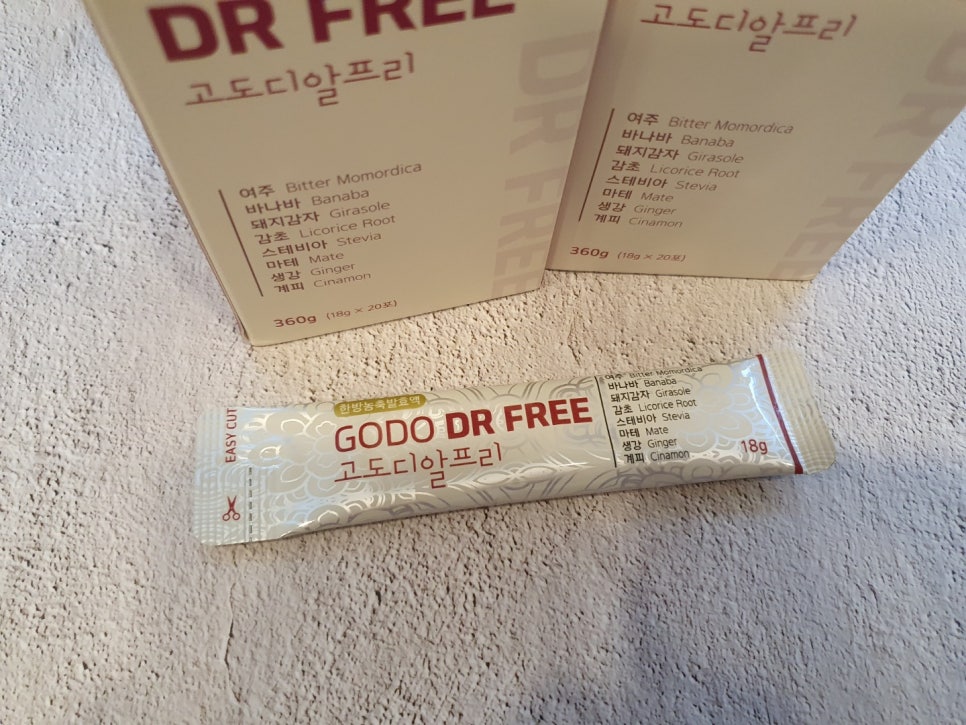 DR FREE
고도디알프리
여주 Bitter Momordica
바나바 Banaba
돼지감자 Girasole
감초 Licorice Root
스테비아 Stevia
마테 Mate
생강 Ginger
계피 Cinamon
360g (18g × 20포)
DR FREE
고도디알프리
여주 Bitter Momordica
바나바 Banaba
돼지감자 Girasole
감초 Licorice Root
스테비아 Stevia
마테 Mate
생강 Ginger
계피 Cinamon
360g (18g × 20포)
DR FREE
EASY CUT
한방농축발효액
GODO DR FREE
고도디알프리
여주 Bitter Momordica
바나바 Banaba
돼지감자 Girasole
감초 Licorice Root
스테비아 Stevia
마테 Mate
생강 Ginger
계피 Cinamon
18g